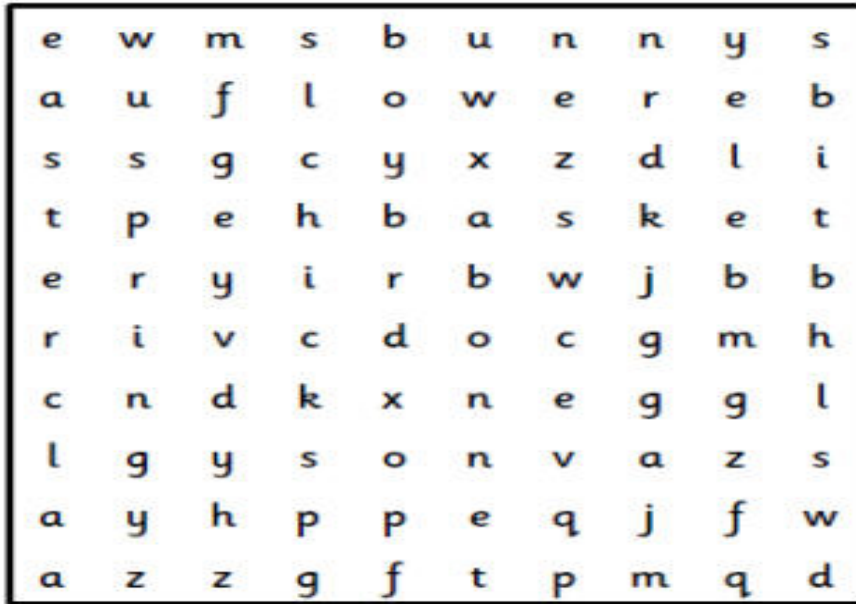 e w m s b u n n y s
a u f l o w e r e b
s s g c y x z d l i
t p e h b a s k e t
e r y i r b w j b b
r i v c d o c g m h
c n d k x n e g g l
l g y s o n v a z s
a y h p p e q j f w
a z z g f t p m q d